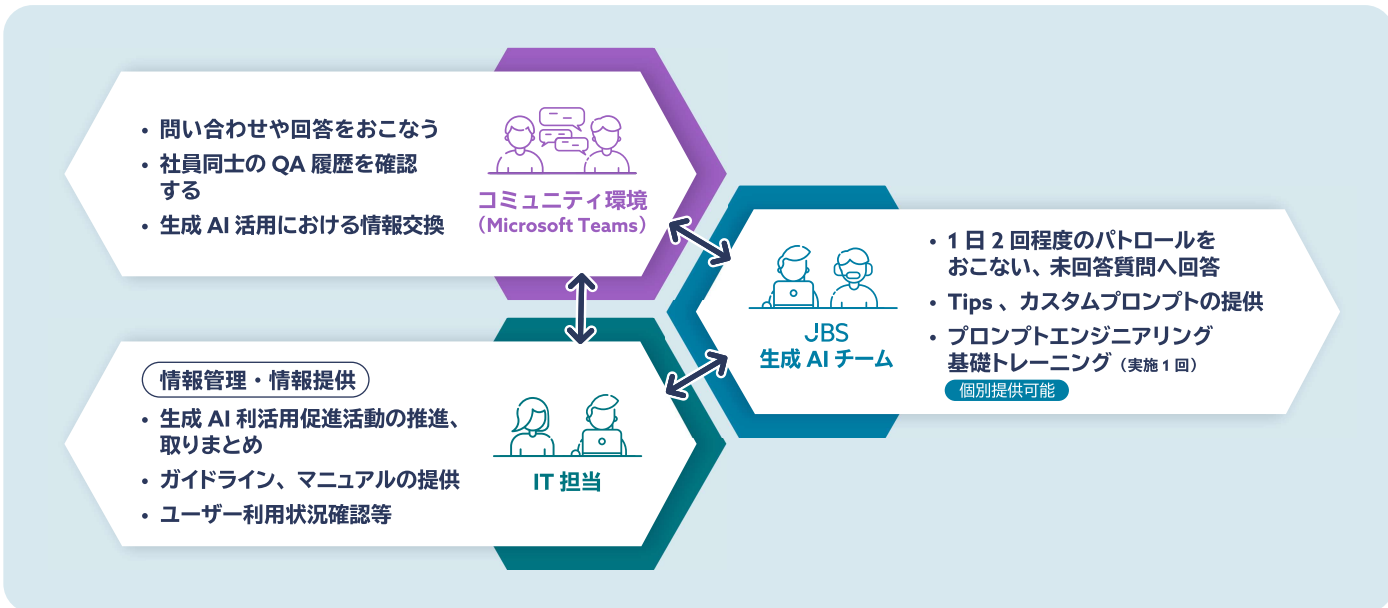 ・問い合わせや回答をおこなう
・社員同士の QA 履歴を確認
する
・生成 AI 活用における情報交換
コミュニティ環境
（Microsoft Teams）
・1 日 2 回程度のパトロールを
おこない、未回答質問へ回答
・Tips 、カスタムプロンプトの提供
・プロンプトエンジニアリング
基礎トレーニング（実施 1 回）
個別提供可能
JBS
生成 AI チーム
情報管理・情報提供
・生成 AI 利活用促進活動の推進、
取りまとめ
・ガイドライン、マニュアルの提供
・ユーザー利用状況確認等
IT 担当